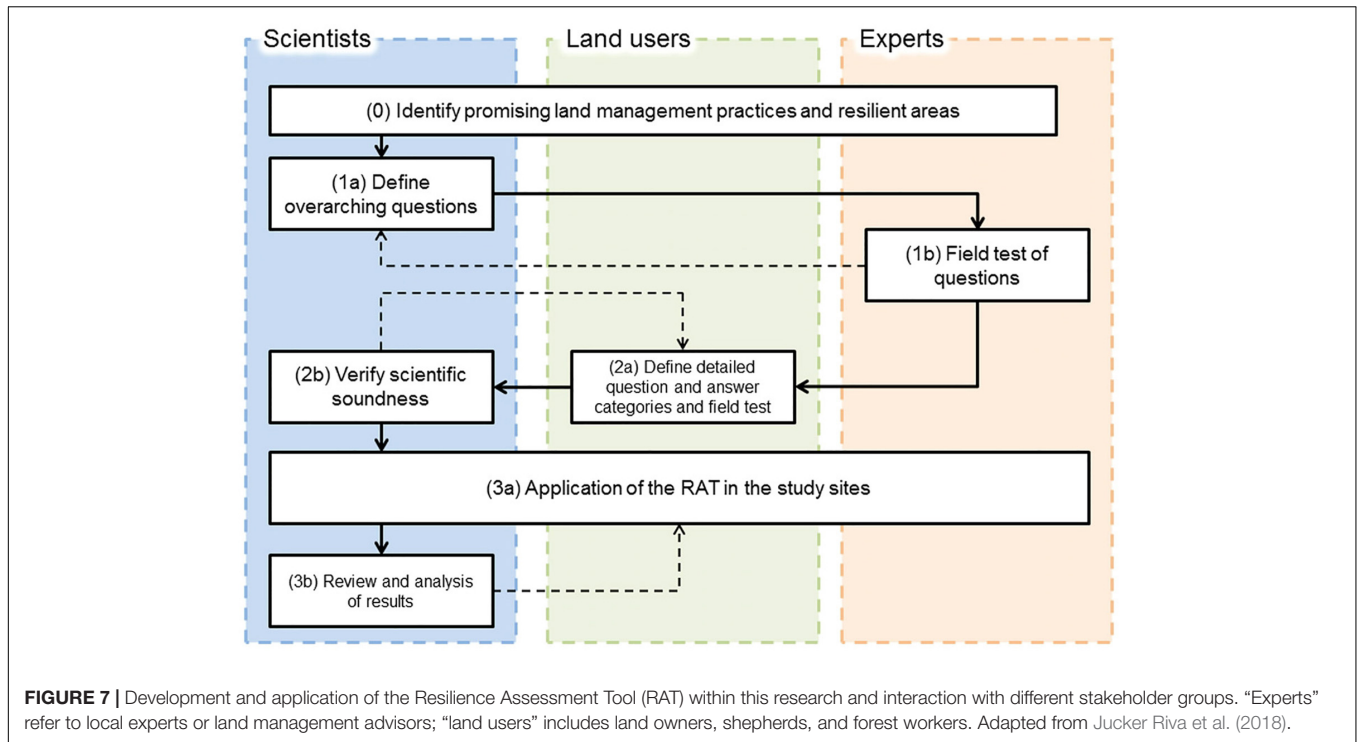 Scientists
Land users
Experts
(0) Identify promising land management practices and resilient areas
(1a) Define
overarching questions
(1b) Field test of
questions
(2a) Define detailed
question and answer
categories and field test
(2b) Verify scientific
soundness
(3a) Application of the RAT in the study sites
(3b) Review and analysis
of results
FIGURE 7 | Development and application of the Resilience Assessment Tool (RAT) within this research and interaction with different stakeholder groups. “Experts”
refer to local experts or land management advisors; “land users” includes land owners, shepherds, and forest workers. Adapted from Jucker Riva et al. (2018).